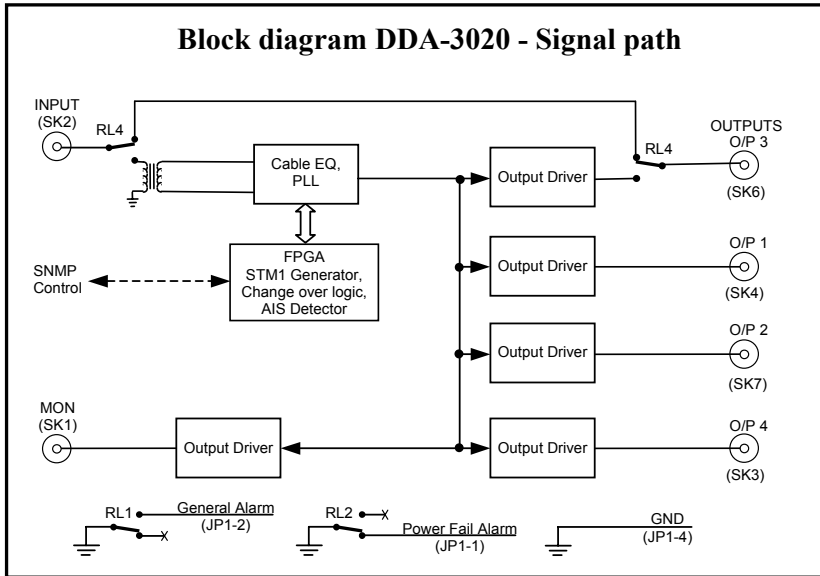 Block diagram DDA-3020 - Signal path
INPUT
(SK2)
RL4
Cable EQ,
PLL
Output Driver
RL4
OUTPUTS
O/P 3
(SK6)
SNMP
Control
FPGA
STM1 Generator,
Change over logic,
AIS Detector
Output Driver
O/P 1
(SK4)
Output Driver
O/P 2
(SK7)
MON
(SK1)
Output Driver
Output Driver
O/P 4
(SK3)
RL1
General Alarm
(JP1-2)
X
RL2
X
Power Fail Alarm
(JP1-1)
GND
(JP1-4)